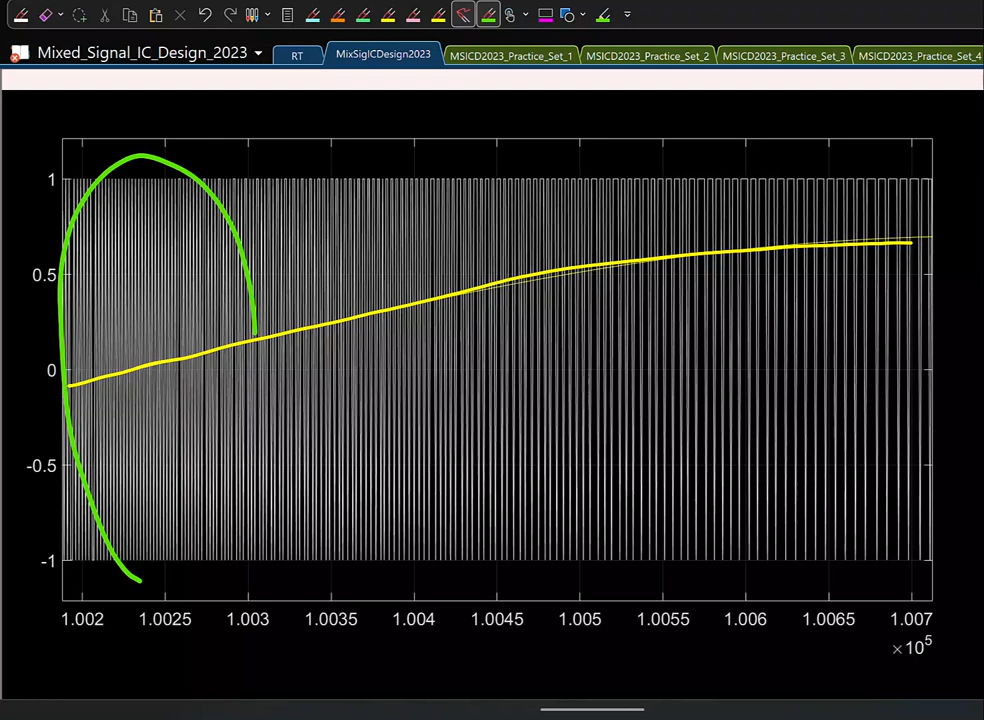 Mixed_Signal_IC_Design_2023
RT
MixSigICDesign2023
MSICD2023_Practice_Set_1
MSICD2023_Practice_Set_2
MSICD2023_Practice_Set_3
MSICD2023_Practice_Set_4
1
0.5
0
-0.5
-1
1.002 1.0025 1.003 1.0035 1.004 1.0045 1.005 1.0055 1.006 1.0065 1.007
×10⁵